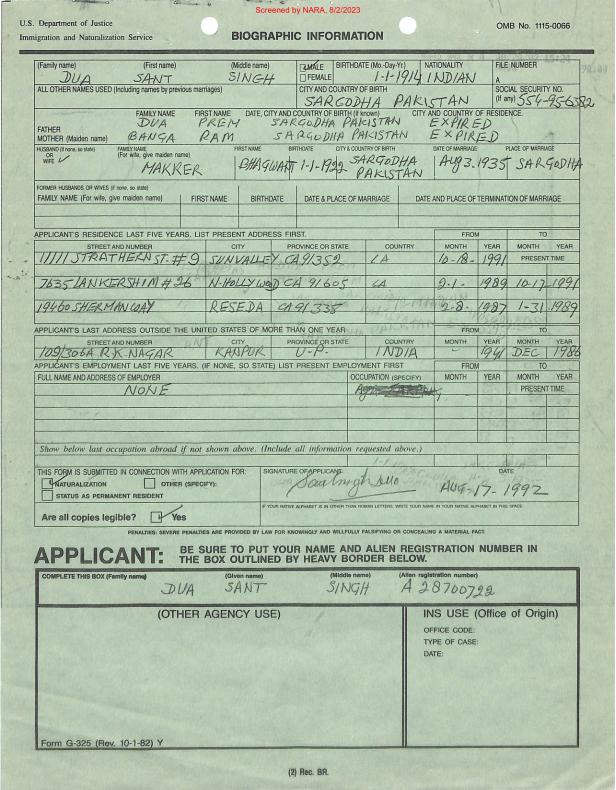 Screened by NARA, 8/2/2023
U.S. Department of Justice
Immigration and Naturalization Service
BIOGRAPHIC INFORMATION
OMB No. 1115-0066
(Family name) (First name) (Middle name) MALE FEMALE BIRTHDATE (Mo.-Day-Yr.) NATIONALITY FILE NUMBER
DUA SANT SINGH 1-1-1914 INDIAN A
ALL OTHER NAMES USED (Including names by previous marriages) CITY AND COUNTRY OF BIRTH SOCIAL SECURITY NO. (If any)
SARGODHA PAKISTAN
FAMILY NAME FIRST NAME DATE, CITY AND COUNTRY OF BIRTH (If known) CITY AND COUNTRY OF RESIDENCE
FATHER DUA PREM SARGODHA PAKISTAN EXPIRED
MOTHER (Maiden name) BANGA RAM SARGODHA PAKISTAN EXPIRED
HUSBAND (If none, so state) OR WIFE FAMILY NAME (For wife, give maiden name) FIRST NAME BIRTHDATE CITY & COUNTRY OF BIRTH DATE OF MARRIAGE PLACE OF MARRIAGE
MAKKER BHAGWANT 1-1-1922 SARGODHA PAKISTAN Aug 3. 1935 SARGODHA
FORMER HUSBANDS OR WIVES (if none, so state)
FAMILY NAME (For wife, give maiden name) FIRST NAME BIRTHDATE DATE & PLACE OF MARRIAGE DATE AND PLACE OF TERMINATION OF MARRIAGE
APPLICANT'S RESIDENCE LAST FIVE YEARS. LIST PRESENT ADDRESS FIRST. FROM TO
STREET AND NUMBER CITY PROVINCE OR STATE COUNTRY MONTH YEAR MONTH YEAR
11111 STRATHERN ST. #9 SUNVALLEY CA 91352 LA 10-18- 1991 PRESENT TIME
7635 LANKERSHIM #26 N-HOLLYWOOD CA 91605 LA 2-1- 1989 10-17-1991
19460 SHERMAN WAY RESEDA CA 91335 2-8- 1987 1-31-1989
APPLICANT'S LAST ADDRESS OUTSIDE THE UNITED STATES OF MORE THAN ONE YEAR FROM TO
STREET AND NUMBER CITY PROVINCE OR STATE COUNTRY MONTH YEAR MONTH YEAR
109/306A R.K. NAGAR KANPUR U-P- INDIA - 1941 DEC 1986
APPLICANT'S EMPLOYMENT LAST FIVE YEARS. (IF NONE, SO STATE) LIST PRESENT EMPLOYMENT FIRST FROM TO
FULL NAME AND ADDRESS OF EMPLOYER OCCUPATION (SPECIFY) MONTH YEAR MONTH YEAR
NONE PRESENT TIME
Show below last occupation abroad if not shown above. (Include all information requested above.)
THIS FORM IS SUBMITTED IN CONNECTION WITH APPLICATION FOR: SIGNATURE OF APPLICANT DATE
NATURALIZATION OTHER (SPECIFY):
STATUS AS PERMANENT RESIDENT AUG-17-1992
Are all copies legible? Yes
IF YOUR NATIVE ALPHABET IS IN OTHER THAN ROMAN LETTERS, WRITE YOUR NAME IN YOUR NATIVE ALPHABET IN THIS SPACE.
PENALTIES: SEVERE PENALTIES ARE PROVIDED BY LAW FOR KNOWINGLY AND WILLFULLY FALSIFYING OR CONCEALING A MATERIAL FACT.
APPLICANT: BE SURE TO PUT YOUR NAME AND ALIEN REGISTRATION NUMBER IN THE BOX OUTLINED BY HEAVY BORDER BELOW.
COMPLETE THIS BOX (Family name) (Given name) (Middle name) (Alien registration number)
DUA SANT SINGH A 28700722
(OTHER AGENCY USE) INS USE (Office of Origin)
OFFICE CODE:
TYPE OF CASE:
DATE:
Form G-325 (Rev. 10-1-82) Y
(2) Rec. BR.